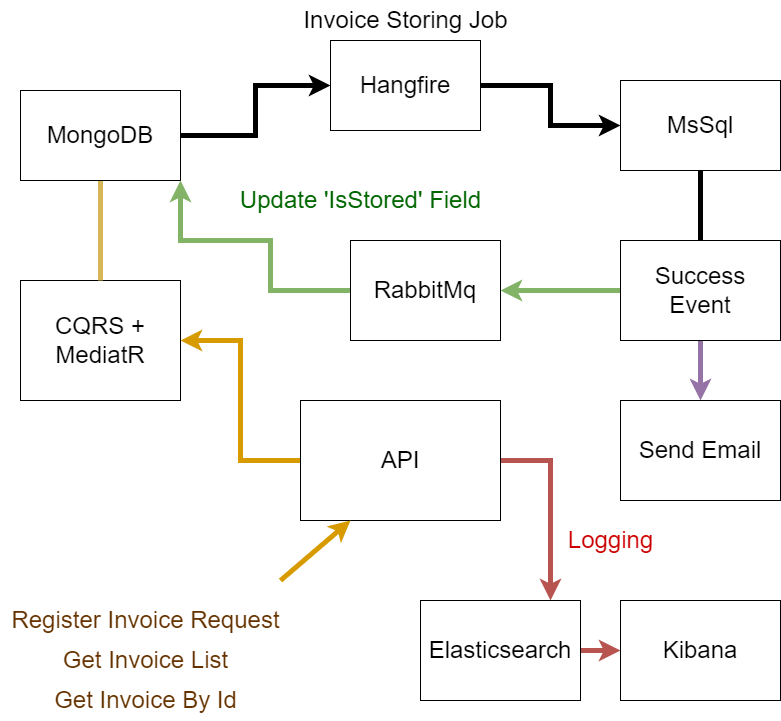 Invoice Storing Job
Hangfire
MongoDB
MsSql
Update 'IsStored' Field
RabbitMq
Success
Event
CQRS +
MediatR
API
Send Email
Logging
Register Invoice Request
Get Invoice List
Get Invoice By Id
Elasticsearch
Kibana